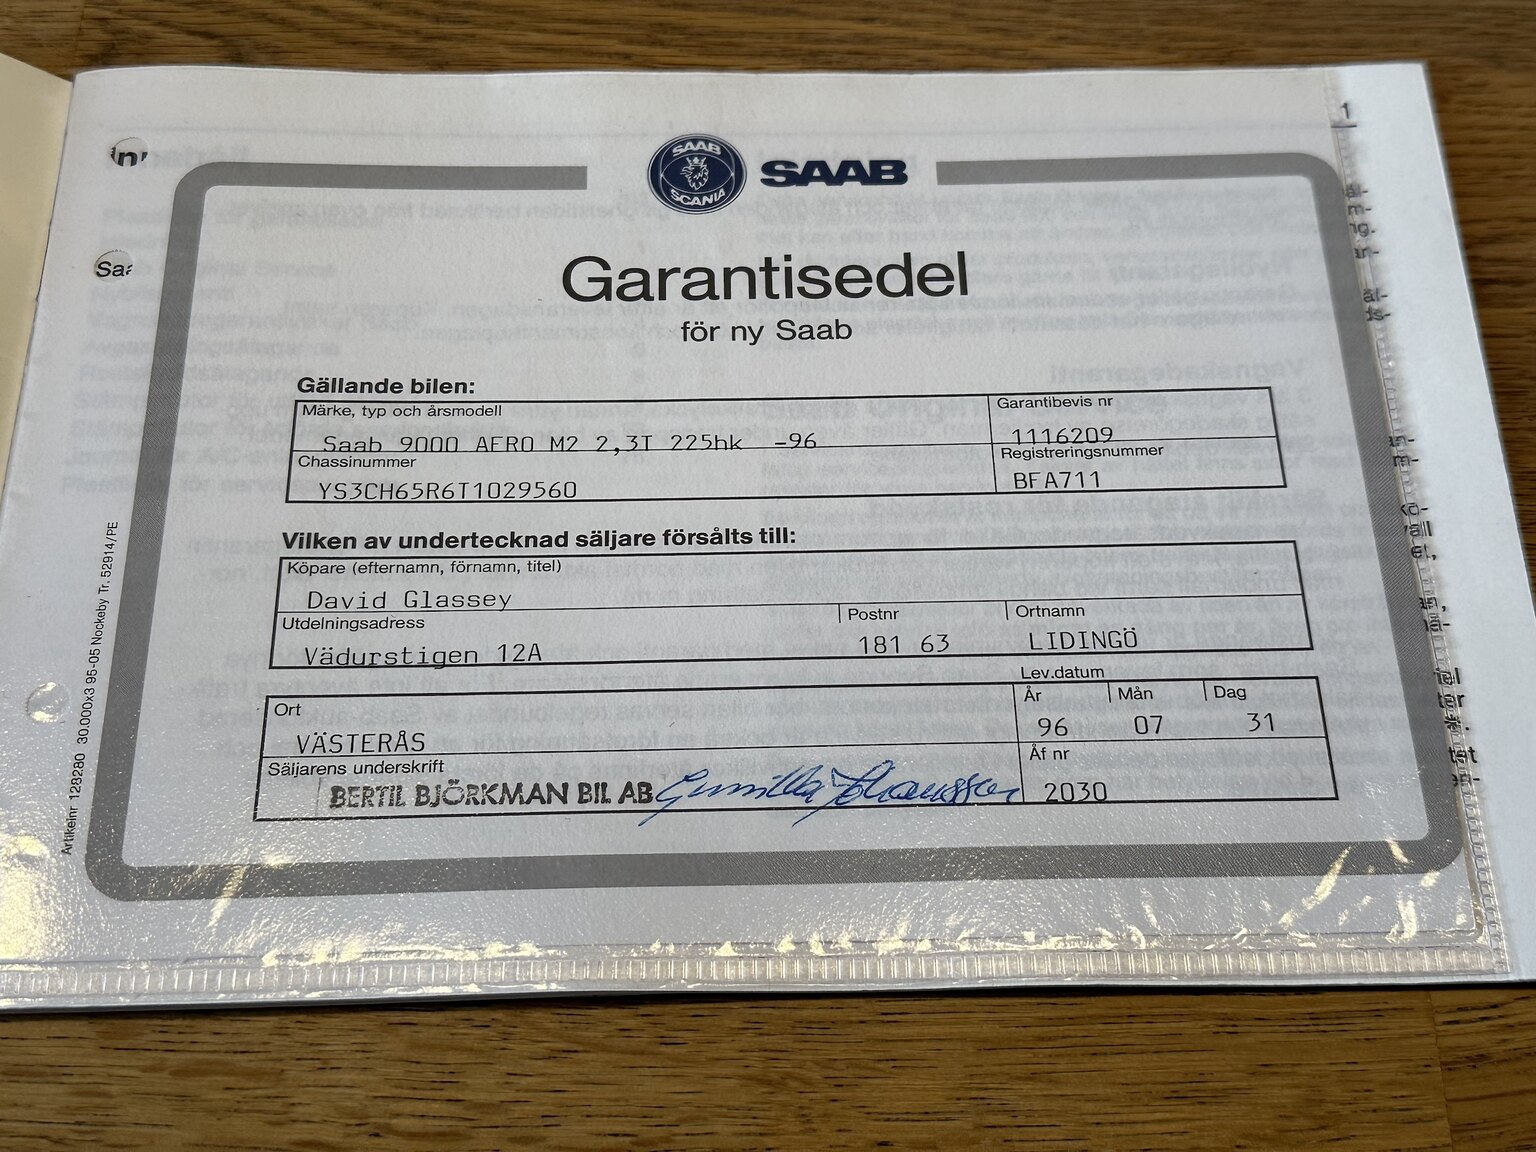 SAAB
SCANIA
SAAB
Garantisedel
för ny Saab
Gällande bilen:
Märke, typ och årsmodell
Garantibevis nr
Saab 9000 AERO M2 2,3T 225hk -96
1116209
Chassinummer
Registreringsnummer
YS3CH65R6T1029560
BFA711
Vilken av undertecknad säljare försålts till:
Köpare (efternamn, förnamn, titel)
David Glassey
Utdelningsadress
Postnr
Ortnamn
Vädurstigen 12A
181 63
LIDINGÖ
Lev.datum
Ort
År
Mån
Dag
VÄSTERÅS
96
07
31
Säljarens underskrift
Åf nr
BERTIL BJÖRKMAN BIL AB Gunilla Johansson
2030
Artikelnr 128280 30.000x3 95-05 Nockeby Tr. 52914/PE
1